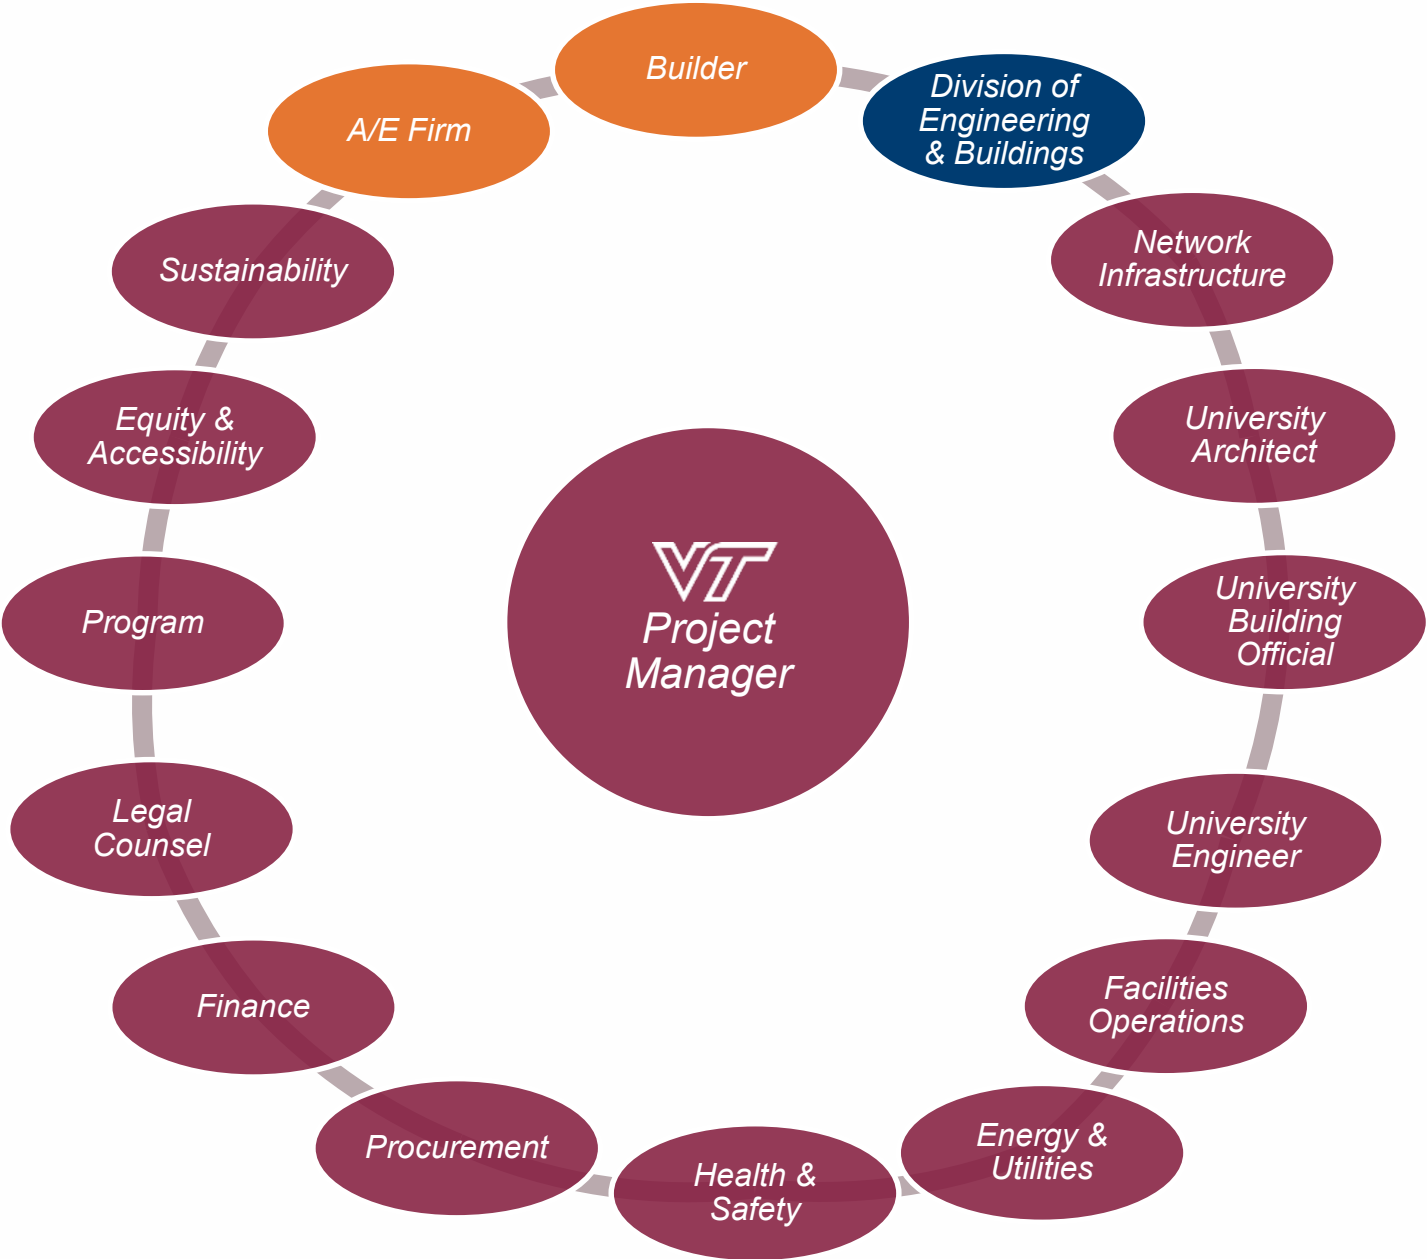 Builder
Division of
Engineering
& Buildings
Network
Infrastructure
University
Architect
University
Building
Official
University
Engineer
Facilities
Operations
Energy &
Utilities
Health &
Safety
Procurement
Finance
Legal
Counsel
Program
Equity &
Accessibility
Sustainability
A/E Firm
VT
Project
Manager